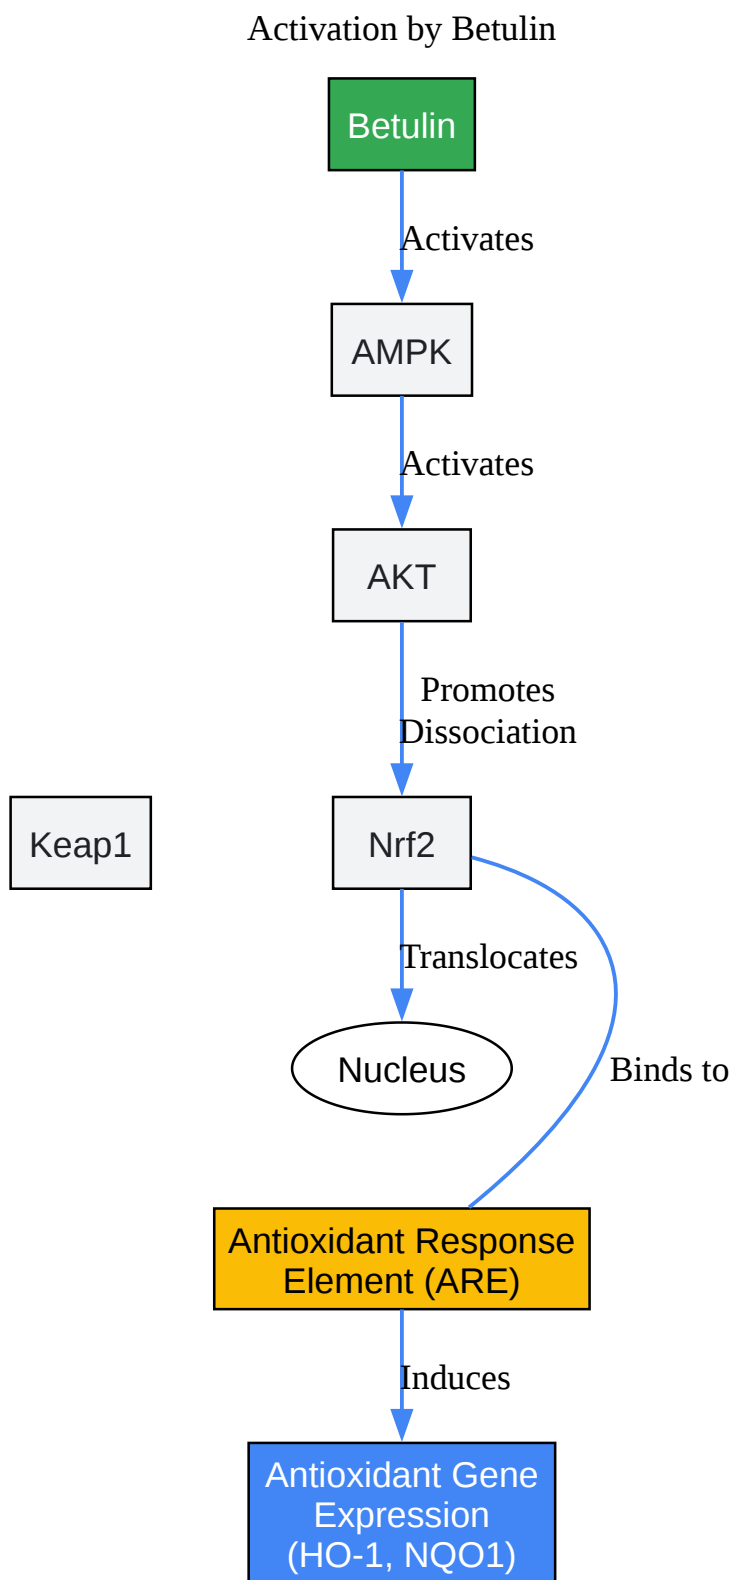 Activation by Betulin
Betulin
Activates
AMPK
Activates
AKT
Promotes
Dissociation
Keap1
Nrf2
Translocates
Nucleus
Binds to
Antioxidant Response
Element (ARE)
Induces
Antioxidant Gene
Expression
(HO-1, NQO1)